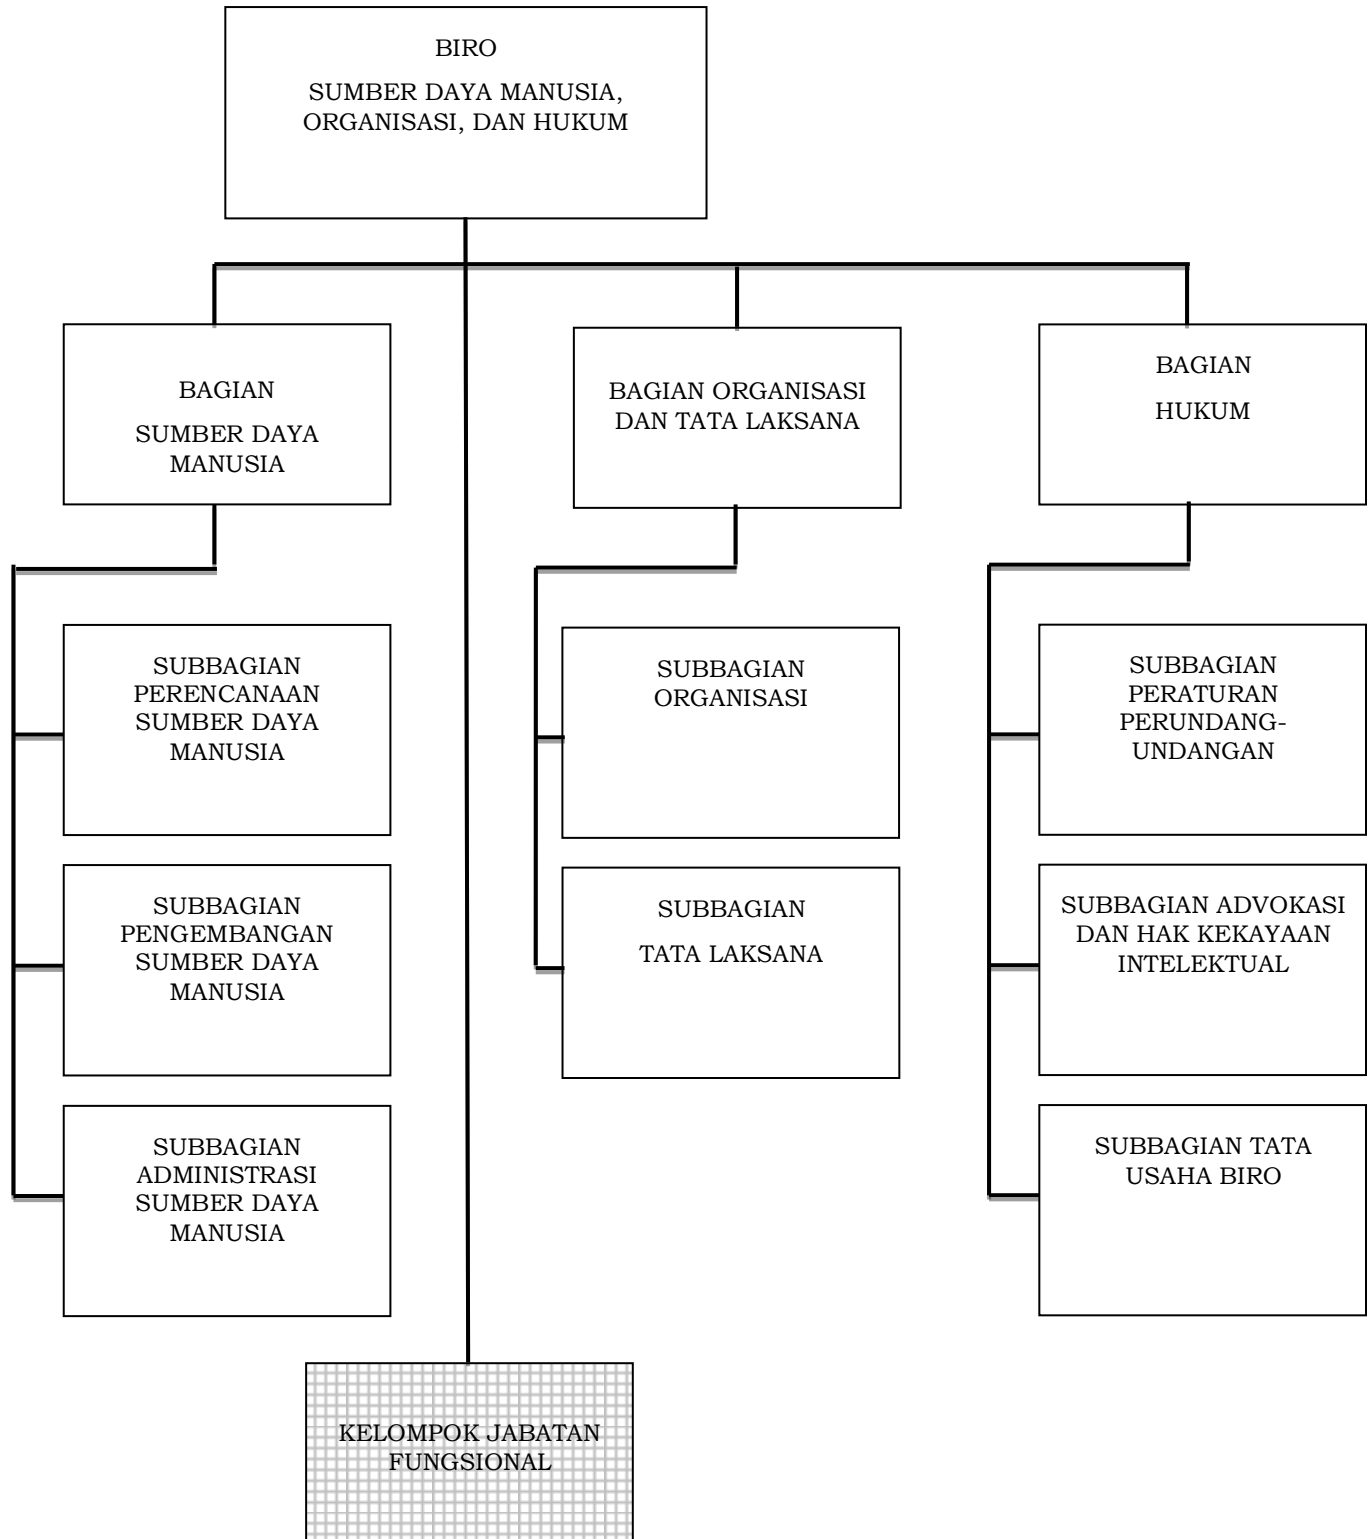 BIRO
SUMBER DAYA MANUSIA,
ORGANISASI, DAN HUKUM
BAGIAN
SUMBER DAYA
MANUSIA
BAGIAN ORGANISASI
DAN TATA LAKSANA
BAGIAN
HUKUM
SUBBAGIAN
PERENCANAAN
SUMBER DAYA
MANUSIA
SUBBAGIAN
ORGANISASI
SUBBAGIAN
PERATURAN
PERUNDANG-
UNDANGAN
SUBBAGIAN
PENGEMBANGAN
SUMBER DAYA
MANUSIA
SUBBAGIAN
TATA LAKSANA
SUBBAGIAN ADVOKASI
DAN HAK KEKAYAAN
INTELEKTUAL
SUBBAGIAN
ADMINISTRASI
SUMBER DAYA
MANUSIA
SUBBAGIAN TATA
USAHA BIRO
KELOMPOK JABATAN
FUNGSIONAL